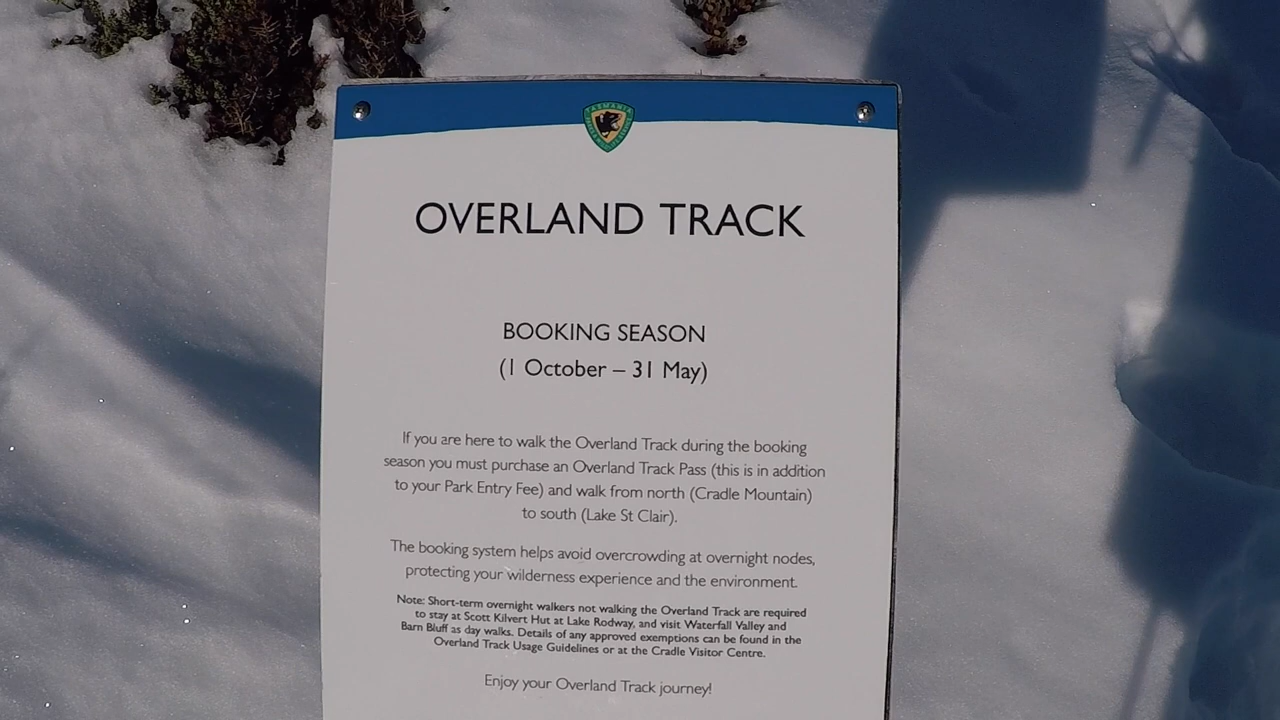 TASMANIA
OVERLAND TRACK
BOOKING SEASON
(1 October – 31 May)
If you are here to walk the Overland Track during the booking
season you must purchase an Overland Track Pass (this is in addition
to your Park Entry Fee) and walk from north (Cradle Mountain)
to south (Lake St Clair).
The booking system helps avoid overcrowding at overnight nodes,
protecting your wilderness experience and the environment.
Note: Short-term overnight walkers not walking the Overland Track are required
to stay at Scott Kilvert Hut at Lake Rodway, and visit Waterfall Valley and
Barn Bluff as day walks. Details of any approved exemptions can be found in the
Overland Track Usage Guidelines or at the Cradle Visitor Centre.
Enjoy your Overland Track journey!